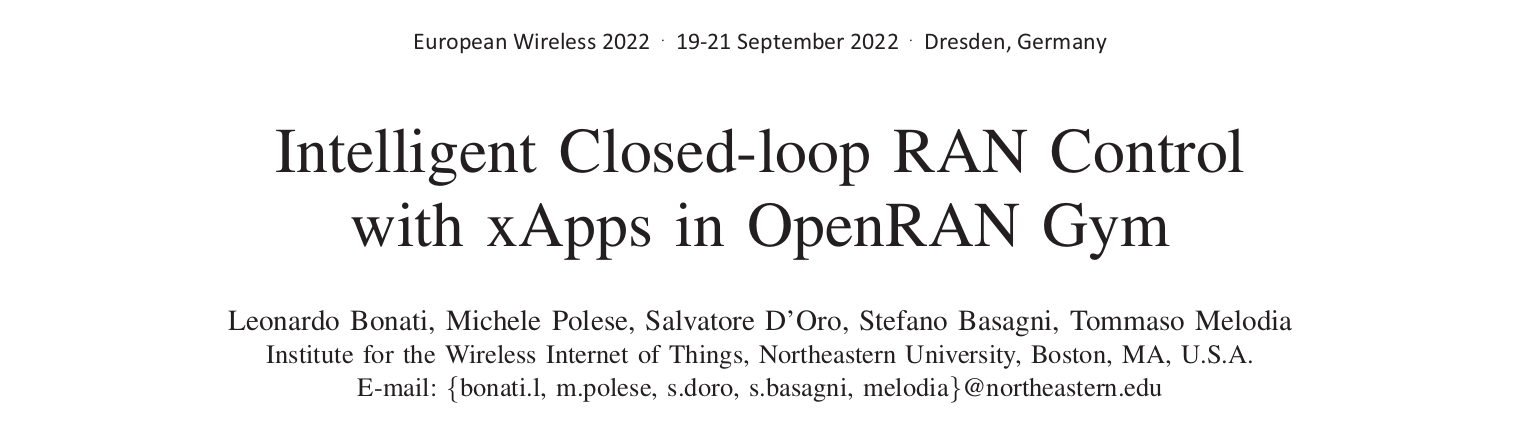 European Wireless 2022 · 19-21 September 2022 · Dresden, Germany
Intelligent Closed-loop RAN Control
with xApps in OpenRAN Gym
Leonardo Bonati, Michele Polese, Salvatore D’Oro, Stefano Basagni, Tommaso Melodia
Institute for the Wireless Internet of Things, Northeastern University, Boston, MA, U.S.A.
E-mail: {bonati.l, m.polese, s.doro, s.basagni, melodia}@northeastern.edu